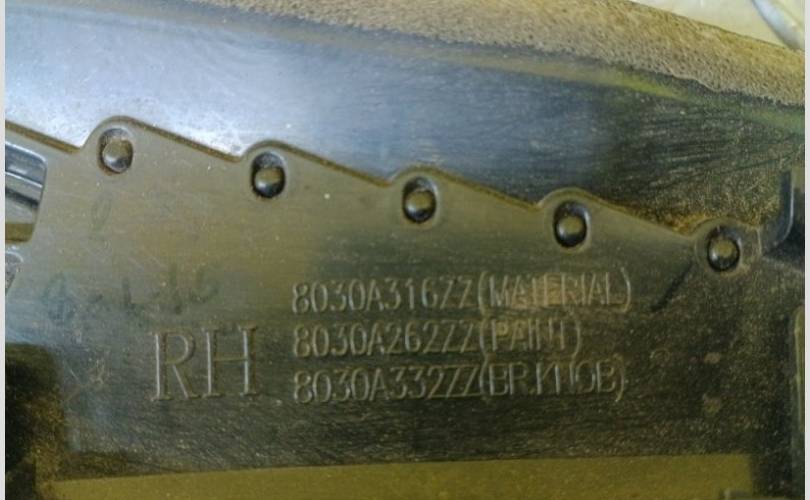 8030A316ZZ(MATERIAL)
8030A262ZZ(PAINT)
RH
8030A332ZZ(BR.KNOB)